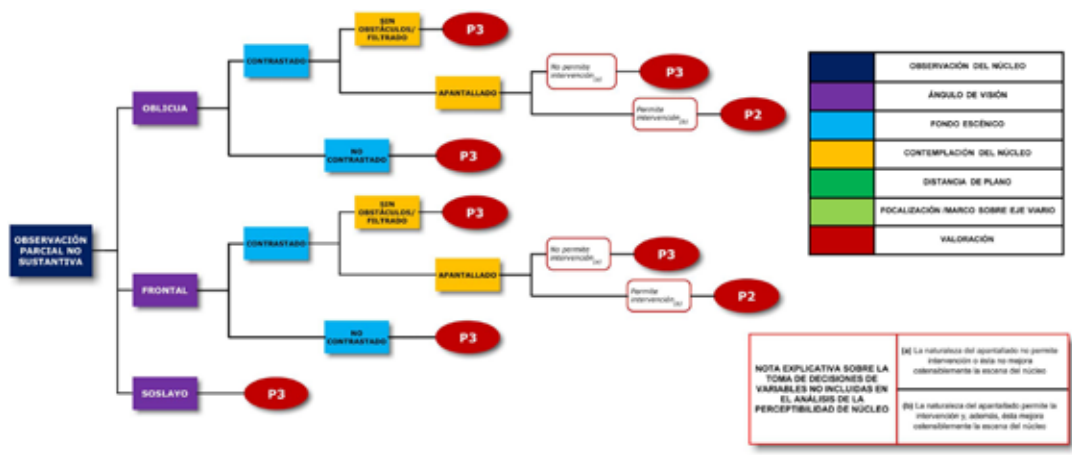 SIN
OBSTÁCULOS/
FILTRADO
P3
CONTRASTADO
No permite
intervención (a)
P3
APANTALLADO
Permite
intervención (b)
P2
OBLICUA
NO
CONTRASTADO
P3
SIN
OBSTÁCULOS/
FILTRADO
P3
OBSERVACIÓN
PARCIAL NO
SUSTANTIVA
CONTRASTADO
No permite
intervención (a)
P3
APANTALLADO
Permite
intervención (b)
P2
FRONTAL
NO
CONTRASTADO
P3
SOSLAYO
P3
OBSERVACIÓN DEL NÚCLEO
ÁNGULO DE VISIÓN
FONDO ESCÉNICO
CONTEMPLACIÓN DEL NÚCLEO
DISTANCIA DE PLANO
FOCALIZACIÓN /MARCO SOBRE EJE VIARIO
VALORACIÓN
NOTA EXPLICATIVA SOBRE LA
TOMA DE DECISIONES DE
VARIABLES NO INCLUIDAS EN
EL ANÁLISIS DE LA
PERCEPTIBILIDAD DE NÚCLEO
(a) La naturaleza del apantallado no permite
intervención o ésta no mejora
ostensiblemente la escena del núcleo
(b) La naturaleza del apantallado permite la
intervención y, además, ésta mejora
ostensiblemente la escena del núcleo